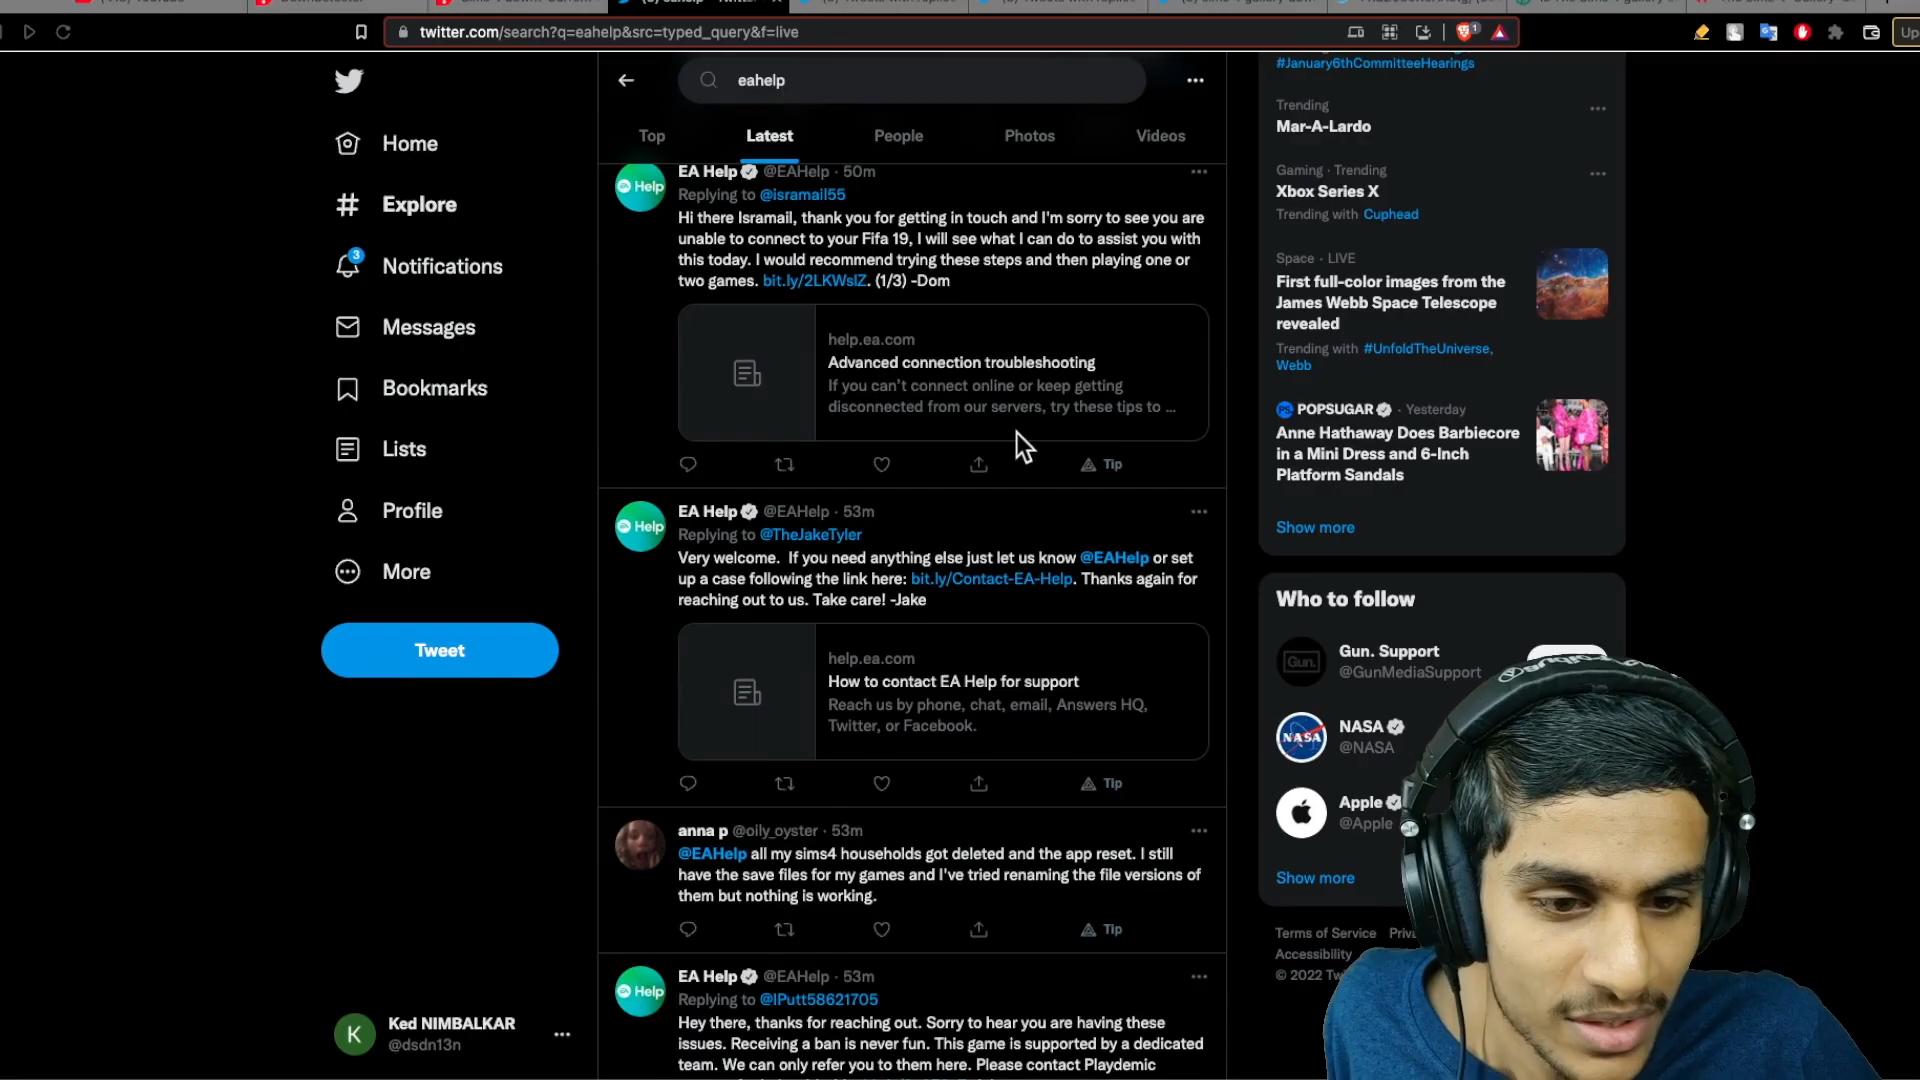 twitter.com/search?q=eahelp&src=typed_query&f=live
1
Up
Home
Explore
3
Notifications
Messages
Bookmarks
Lists
Profile
More
Tweet
K
Ked NIMBALKAR
@dsdn13n
eahelp
Top
Latest
People
Photos
Videos
Help
EA Help @EAHelp · 50m
Replying to @isramail55
Hi there Isramail, thank you for getting in touch and I'm sorry to see you are
unable to connect to your Fifa 19, I will see what I can do to assist you with
this today. I would recommend trying these steps and then playing one or
two games. bit.ly/2LKWslZ. (1/3) -Dom
help.ea.com
Advanced connection troubleshooting
If you can't connect online or keep getting
disconnected from our servers, try these tips to ...
Tip
Help
EA Help @EAHelp · 53m
Replying to @TheJakeTyler
Very welcome.  If you need anything else just let us know @EAHelp or set
up a case following the link here: bit.ly/Contact-EA-Help. Thanks again for
reaching out to us. Take care! -Jake
help.ea.com
How to contact EA Help for support
Reach us by phone, chat, email, Answers HQ,
Twitter, or Facebook.
Tip
anna p @oily_oyster · 53m
@EAHelp all my sims4 households got deleted and the app reset. I still
have the save files for my games and I've tried renaming the file versions of
them but nothing is working.
Tip
Help
EA Help @EAHelp · 53m
Replying to @lPutt58621705
Hey there, thanks for reaching out. Sorry to hear you are having these
issues. Receiving a ban is never fun. This game is supported by a dedicated
team. We can only refer you to them here. Please contact Playdemic
#January6thCommitteeHearings
Trending
Mar-A-Lardo
Gaming · Trending
Xbox Series X
Trending with Cuphead
Space · LIVE
First full-color images from the
James Webb Space Telescope
revealed
Trending with #UnfoldTheUniverse,
Webb
POPSUGAR · Yesterday
Anne Hathaway Does Barbiecore
in a Mini Dress and 6-Inch
Platform Sandals
Show more
Who to follow
Gun.
Gun. Support
@GunMediaSupport
NASA
NASA
@NASA
Apple
@Apple
Show more
Terms of Service
Accessibility
© 2022